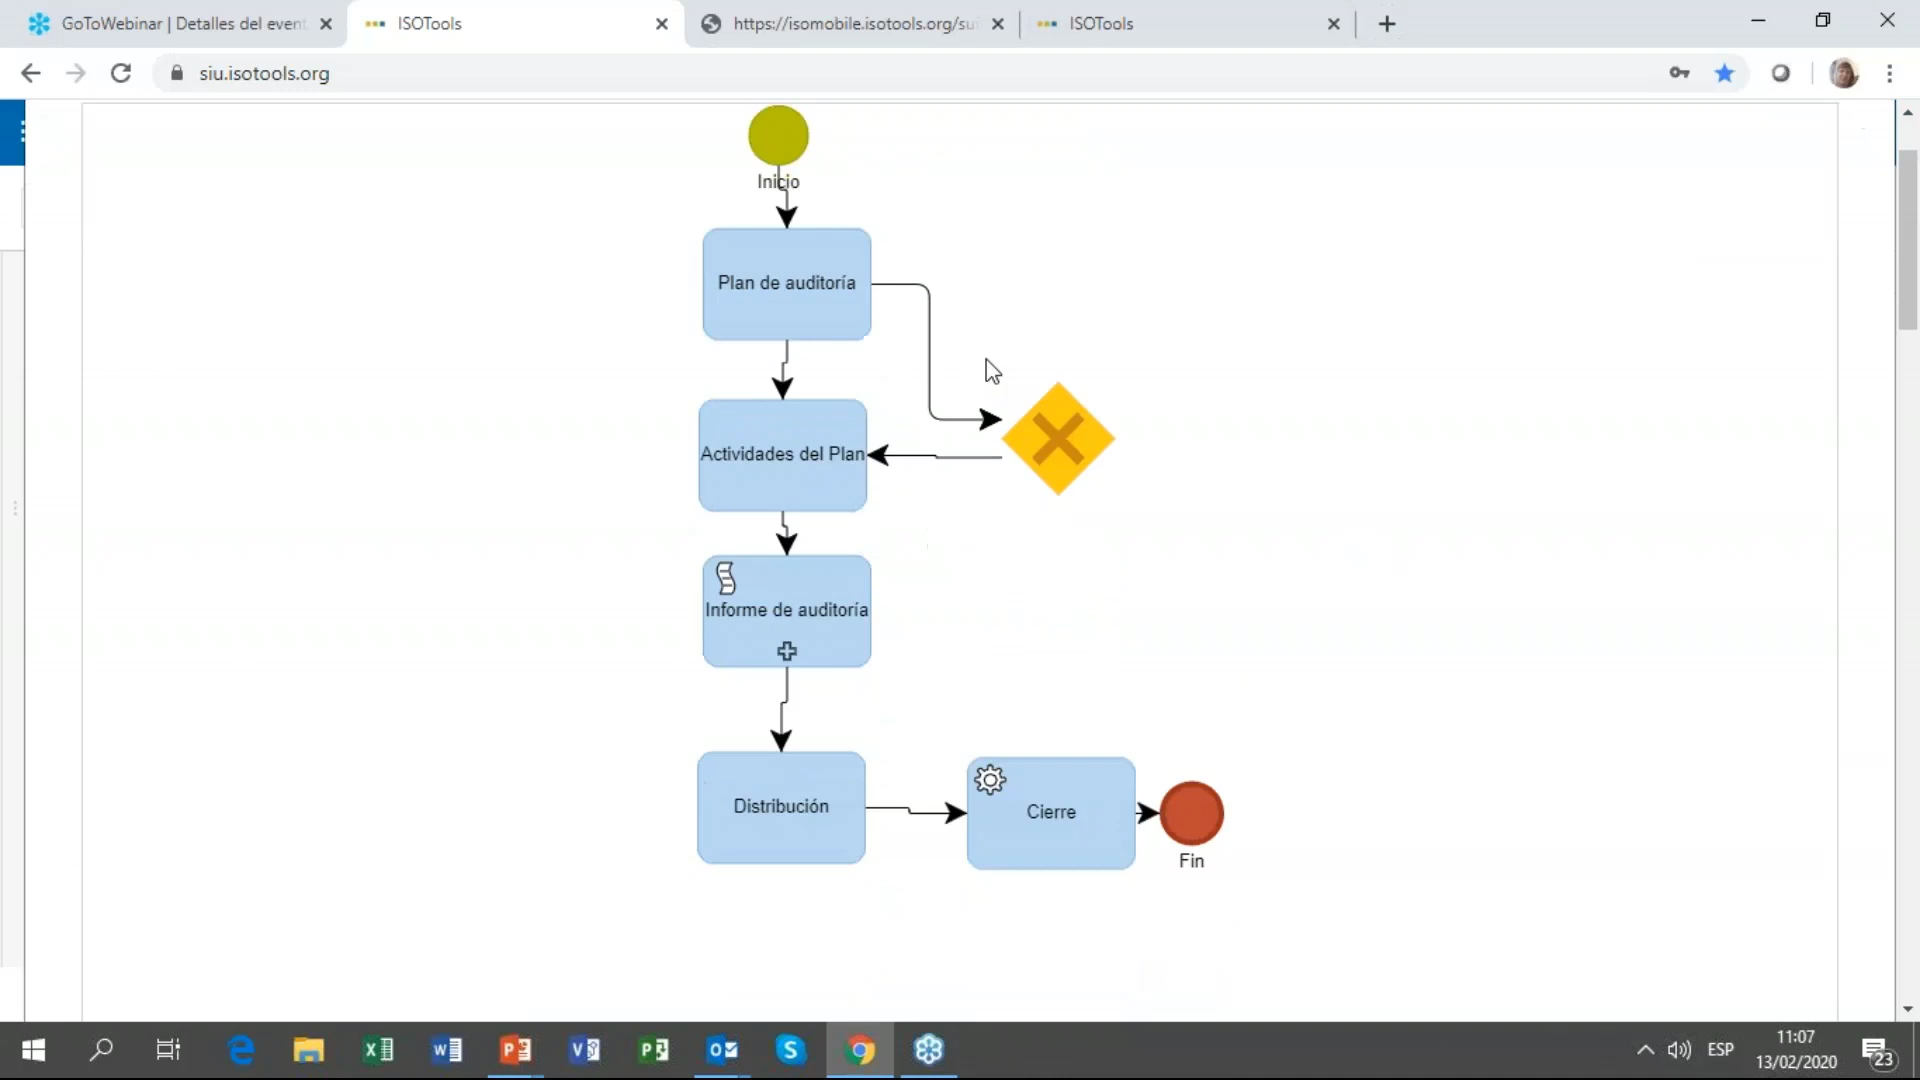 GoToWebinar | Detalles del even
ISOTools
https://isomobile.isotools.org/su
ISOTools
siu.isotools.org
Inicio
Plan de auditoría
Actividades del Plan
Informe de auditoría
Distribución
Cierre
Fin
ESP
11:07
13/02/2020
23